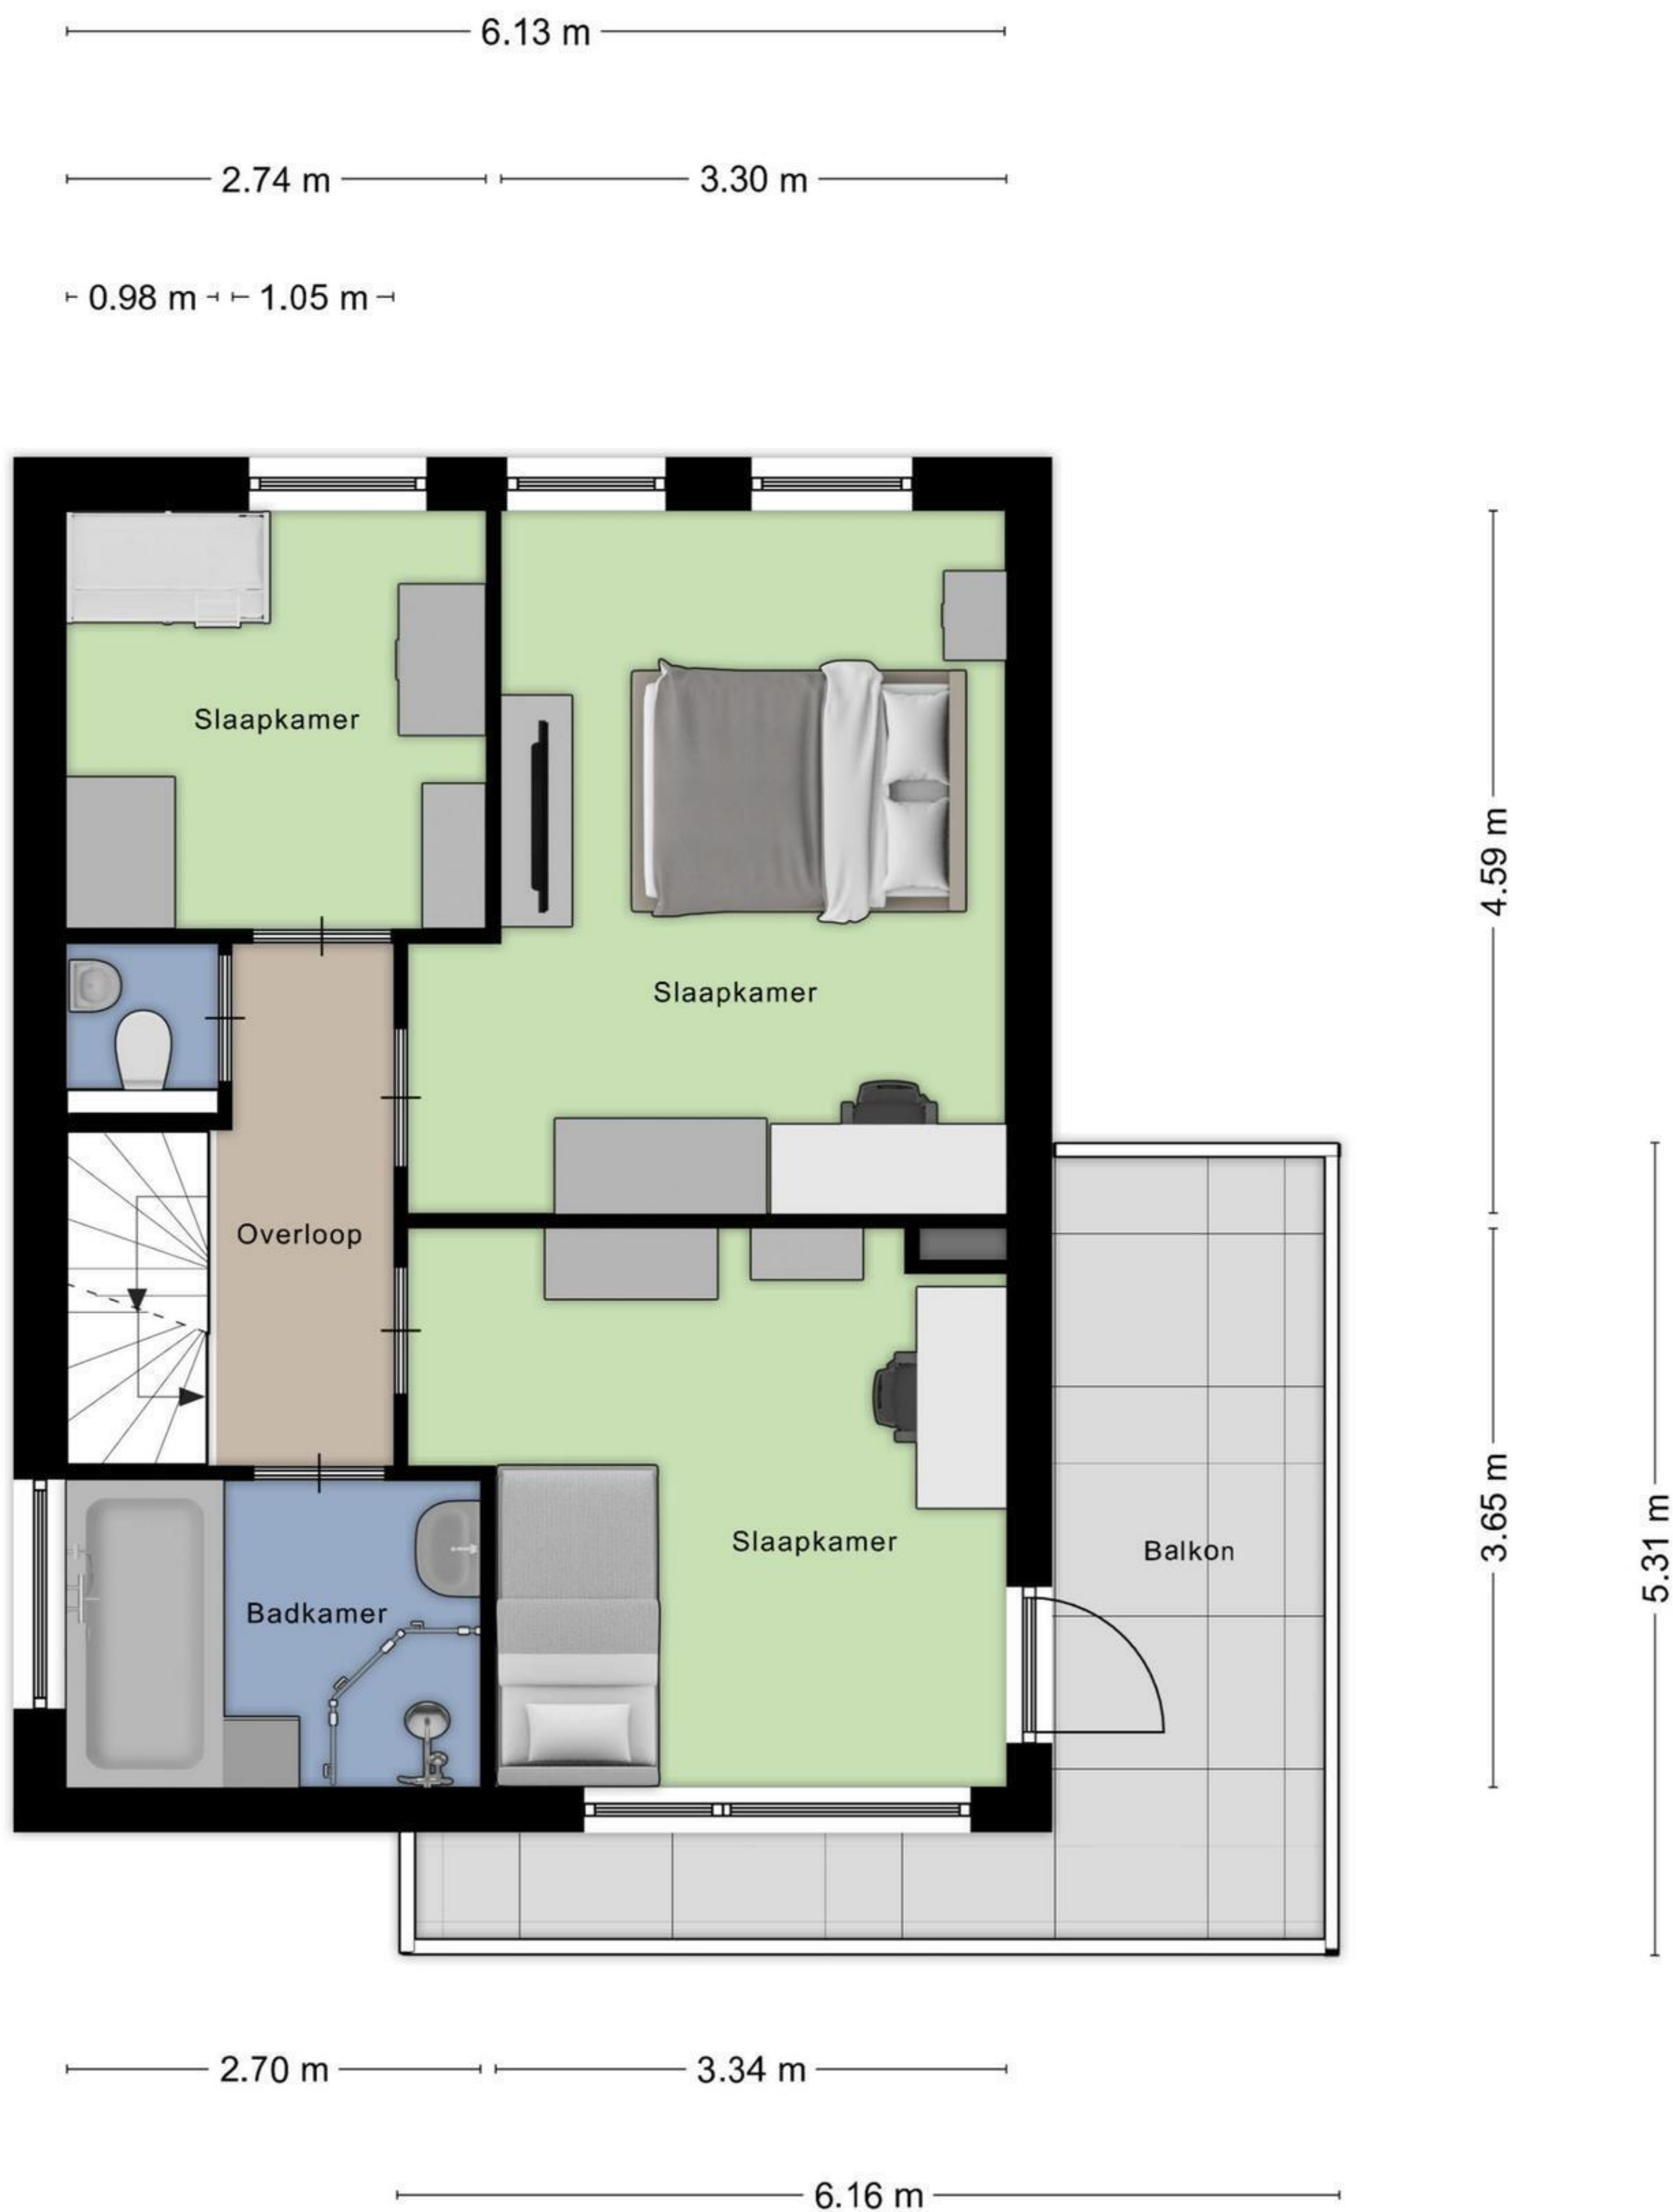 6.13 m
2.74 m
3.30 m
0.98 m
1.05 m
Slaapkamer
4.59 m
Slaapkamer
Overloop
Slaapkamer
Balkon
3.65 m
5.31 m
Badkamer
2.70 m
3.34 m
6.16 m